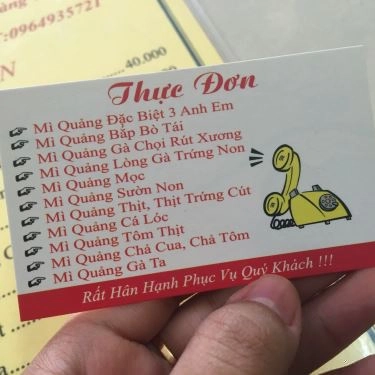 0964935721
40.000
Thực Đơn
Mì Quảng Đặc Biệt 3 Anh Em
Mì Quảng Bắp Bò Tái
Mì Quảng Gà Chọi Rút Xương
Mì Quảng Lòng Gà Trứng Non
Mì Quảng Mọc
Mì Quảng Sườn Non
Mì Quảng Thịt, Thịt Trứng Cút
Mì Quảng Cá Lóc
Mì Quảng Tôm Thịt
Mì Quảng Chả Cua, Chả Tôm
Mì Quảng Gà Ta
Rất Hân Hạnh Phục Vụ Quý Khách !!!